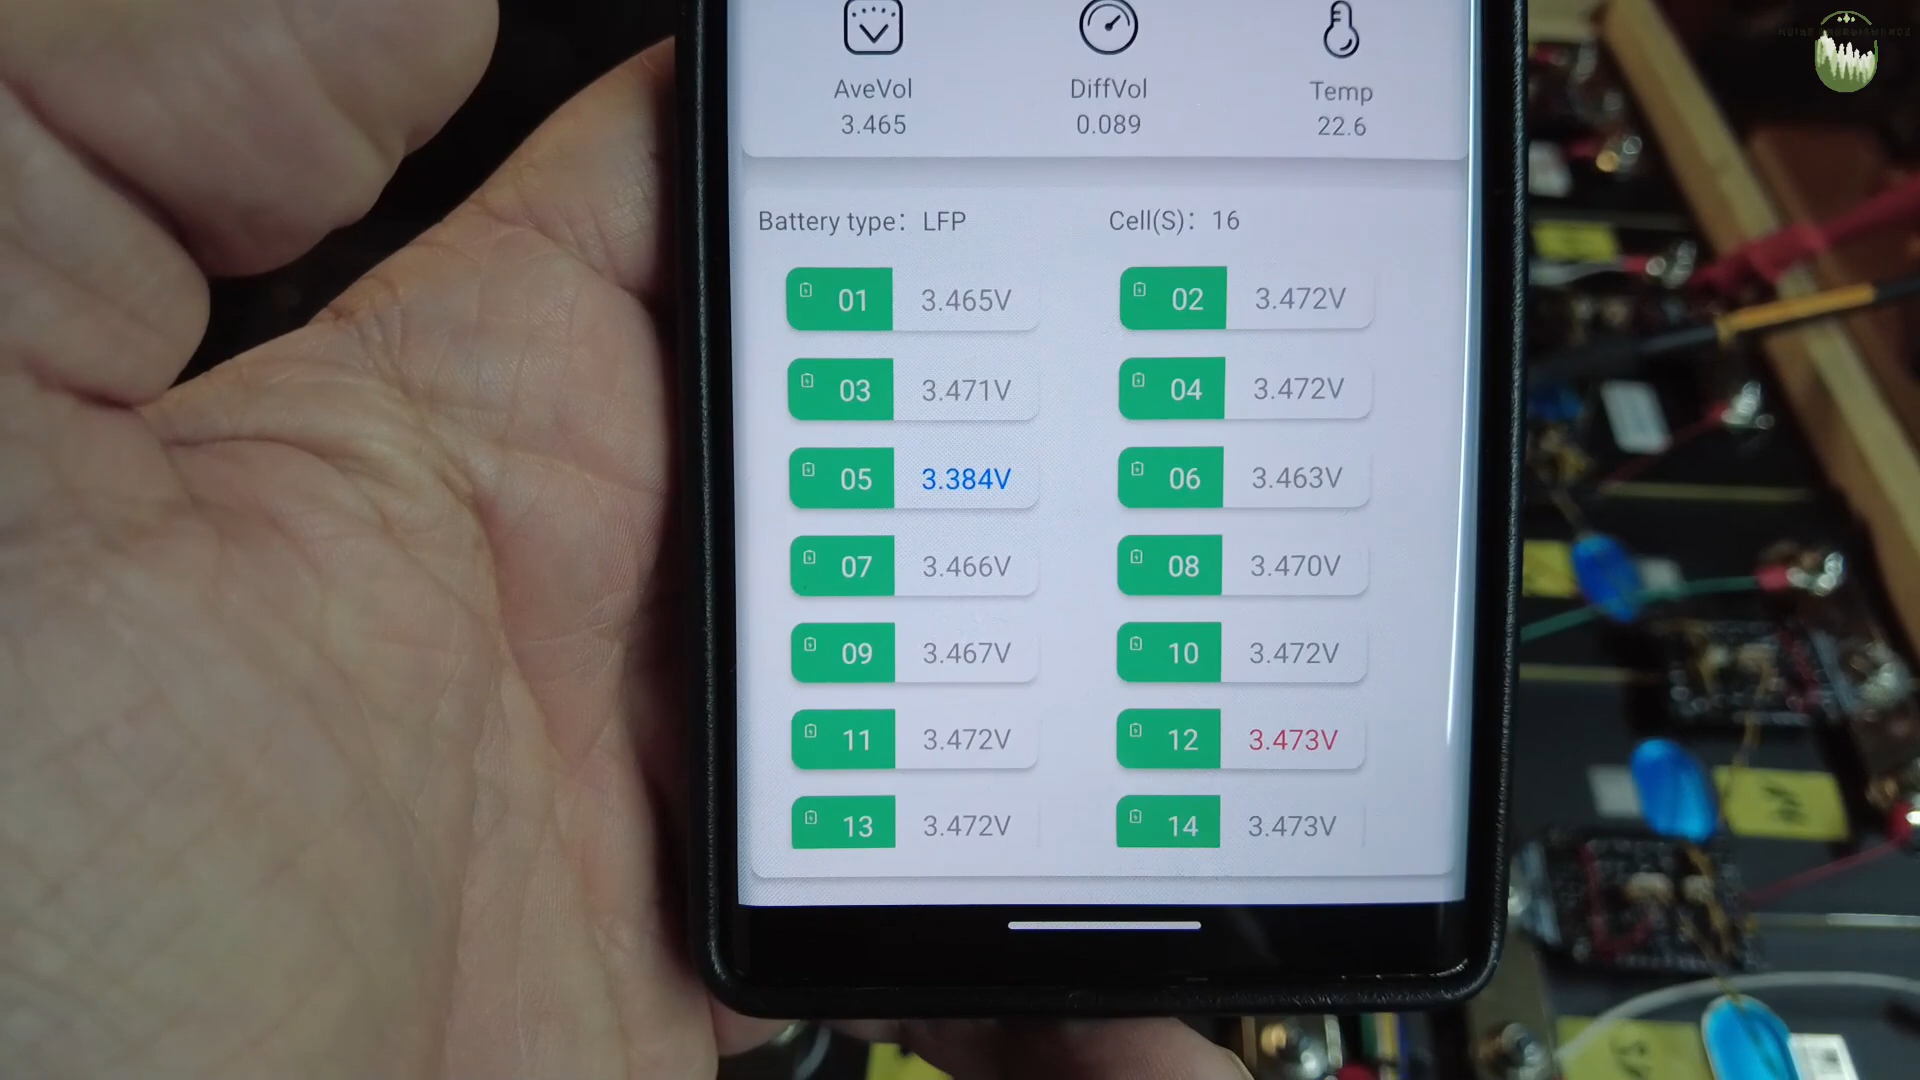 AveVol
3.465
DiffVol
0.089
Temp
22.6
Battery type: LFP
Cell(S): 16
01 3.465V
02 3.472V
03 3.471V
04 3.472V
05 3.384V
06 3.463V
07 3.466V
08 3.470V
09 3.467V
10 3.472V
11 3.472V
12 3.473V
13 3.472V
14 3.473V